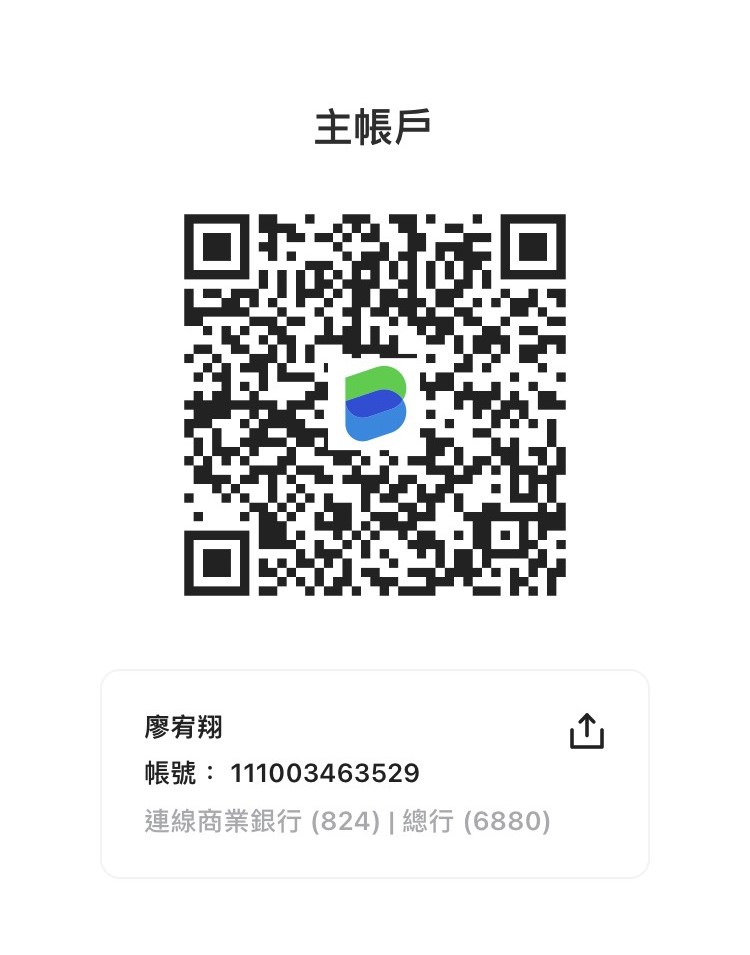 主帳戶
廖宥翔
帳號： 111003463529
連線商業銀行 (824) | 總行 (6880)